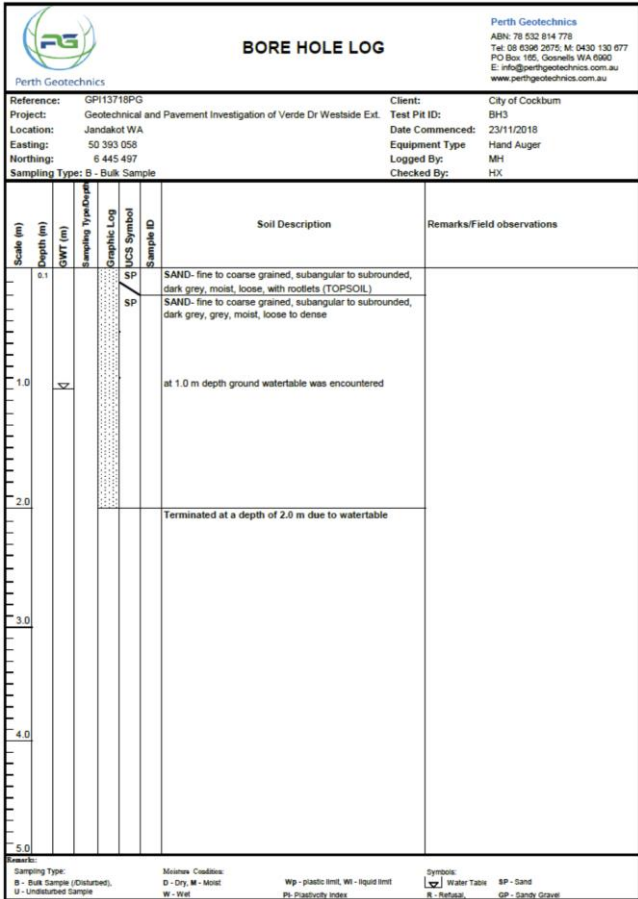 PG
Perth Geotechnics
BORE HOLE LOG
Perth Geotechnics
ABN: 78 532 814 778
Tel: 08 6396 2675; M: 0430 130 677
PO Box 166, Gosnells WA 6990
E: info@perthgeotechnics.com.au
www.perthgeotechnics.com.au
Reference: GPI13718PG Client: City of Cockburn
Project: Geotechnical and Pavement Investigation of Verde Dr Westside Ext. Test Pit ID: BH3
Location: Jandakot WA Date Commenced: 23/11/2018
Easting: 50 393 058 Equipment Type Hand Auger
Northing: 6 445 497 Logged By: MH
Sampling Type: B - Bulk Sample Checked By: HX
Scale (m) Depth (m) GWT (m) Sampling Type/Depth Graphic Log UCS Symbol Sample ID Soil Description Remarks/Field observations
0.1 SP SAND- fine to coarse grained, subangular to subrounded,
dark grey, moist, loose, with rootlets (TOPSOIL)
SP SAND- fine to coarse grained, subangular to subrounded,
dark grey, grey, moist, loose to dense
1.0 at 1.0 m depth ground watertable was encountered
2.0
Terminated at a depth of 2.0 m due to watertable
3.0
4.0
5.0
Remarks:
Sampling Type: Moisture Condition: Symbols:
B - Bulk Sample (/Disturbed), D - Dry, M - Moist Wp - plastic limit, Wl - liquid limit Water Table SP - Sand
U - Undisturbed Sample W - Wet PI- Plastivity Index R - Refusal, GP - Sandy Gravel